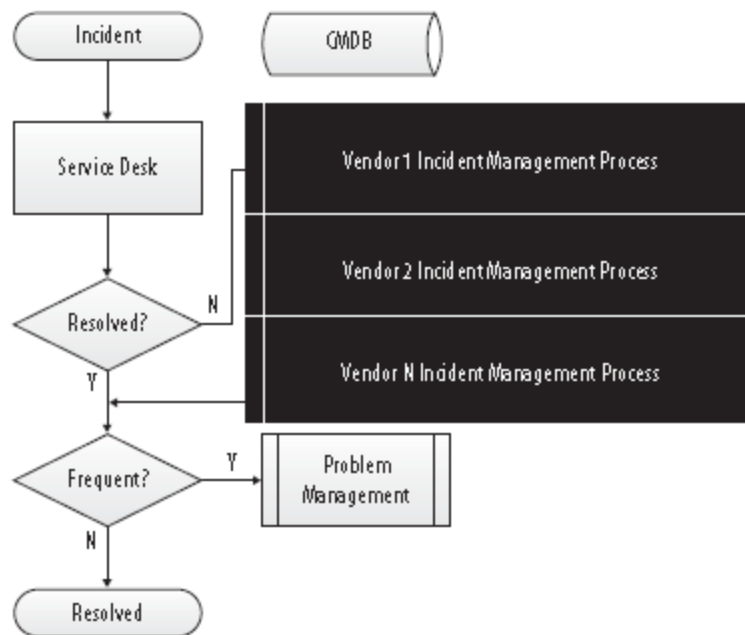 Incident
CMDB
Service Desk
Vendor 1 Incident Management Process
Vendor 2 Incident Management Process
Vendor N Incident Management Process
Resolved?
N
Y
Frequent?
Y
Problem
Management
N
Resolved